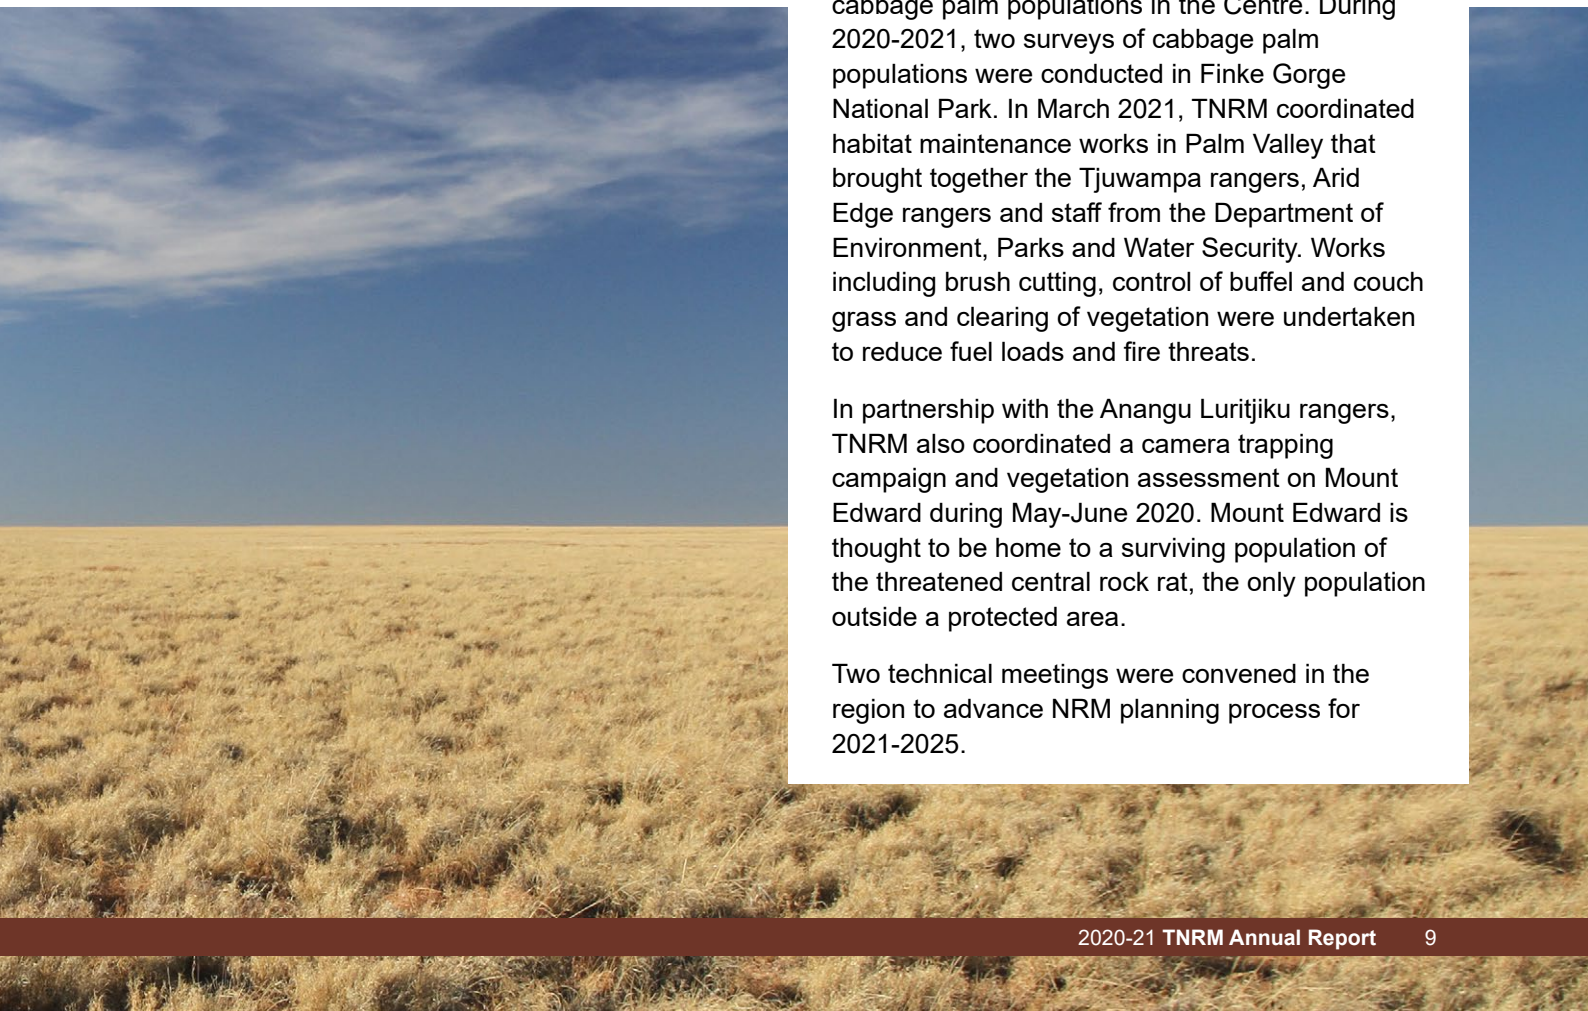 cabbage palm populations in the Centre. During
2020-2021, two surveys of cabbage palm
populations were conducted in Finke Gorge
National Park. In March 2021, TNRM coordinated
habitat maintenance works in Palm Valley that
brought together the Tjuwampa rangers, Arid
Edge rangers and staff from the Department of
Environment, Parks and Water Security. Works
including brush cutting, control of buffel and couch
grass and clearing of vegetation were undertaken
to reduce fuel loads and fire threats.
In partnership with the Anangu Luritjiku rangers,
TNRM also coordinated a camera trapping
campaign and vegetation assessment on Mount
Edward during May-June 2020. Mount Edward is
thought to be home to a surviving population of
the threatened central rock rat, the only population
outside a protected area.
Two technical meetings were convened in the
region to advance NRM planning process for
2021-2025.
2020-21 TNRM Annual Report 9